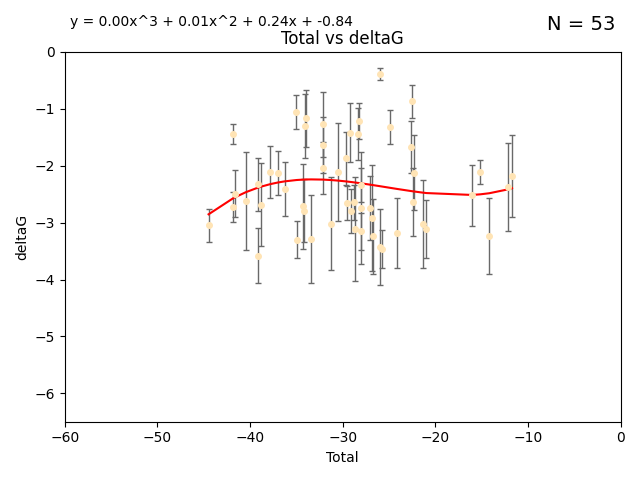 y = 0.00x^3 + 0.01x^2 + 0.24x + -0.84
N = 53
Total vs deltaG
0
−1
−2
−3
−4
−5
−6
deltaG
−60 −50 −40 −30 −20 −10 0
Total